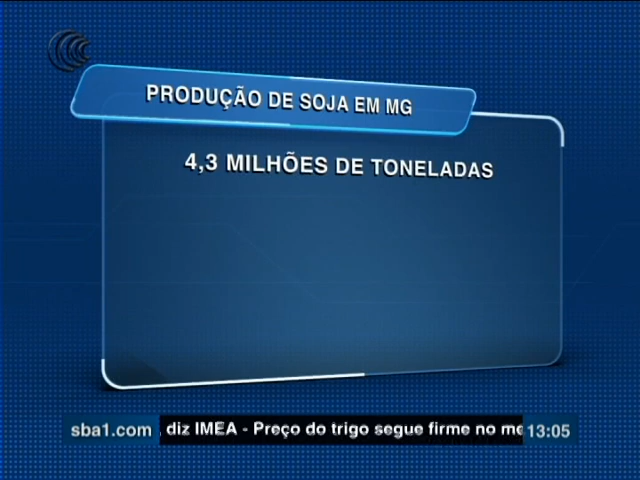 PRODUÇÃO DE SOJA EM MG
4,3 MILHÕES DE TONELADAS
sba1.com , diz IMEA - Preço do trigo segue firme no me 13:05